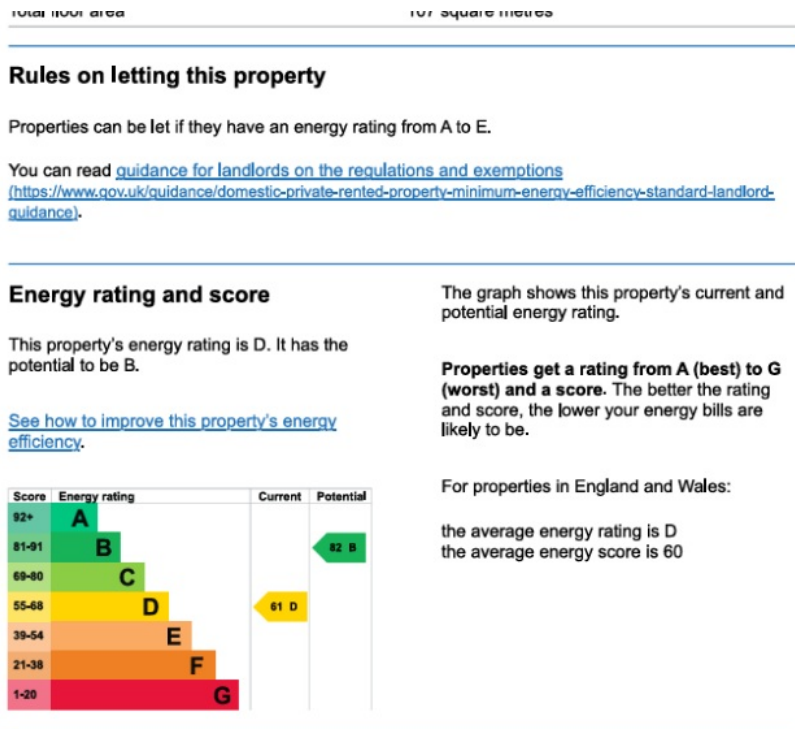 Total floor area 107 square metres
Rules on letting this property
Properties can be let if they have an energy rating from A to E.
You can read guidance for landlords on the regulations and exemptions
(https://www.gov.uk/guidance/domestic-private-rented-property-minimum-energy-efficiency-standard-landlord-
guidance).
Energy rating and score
This property's energy rating is D. It has the
potential to be B.
See how to improve this property's energy
efficiency.
Score Energy rating Current Potential
92+ A
81-91 B 82 B
69-80 C
55-68 D 61 D
39-54 E
21-38 F
1-20 G
The graph shows this property's current and
potential energy rating.
Properties get a rating from A (best) to G
(worst) and a score. The better the rating
and score, the lower your energy bills are
likely to be.
For properties in England and Wales:
the average energy rating is D
the average energy score is 60